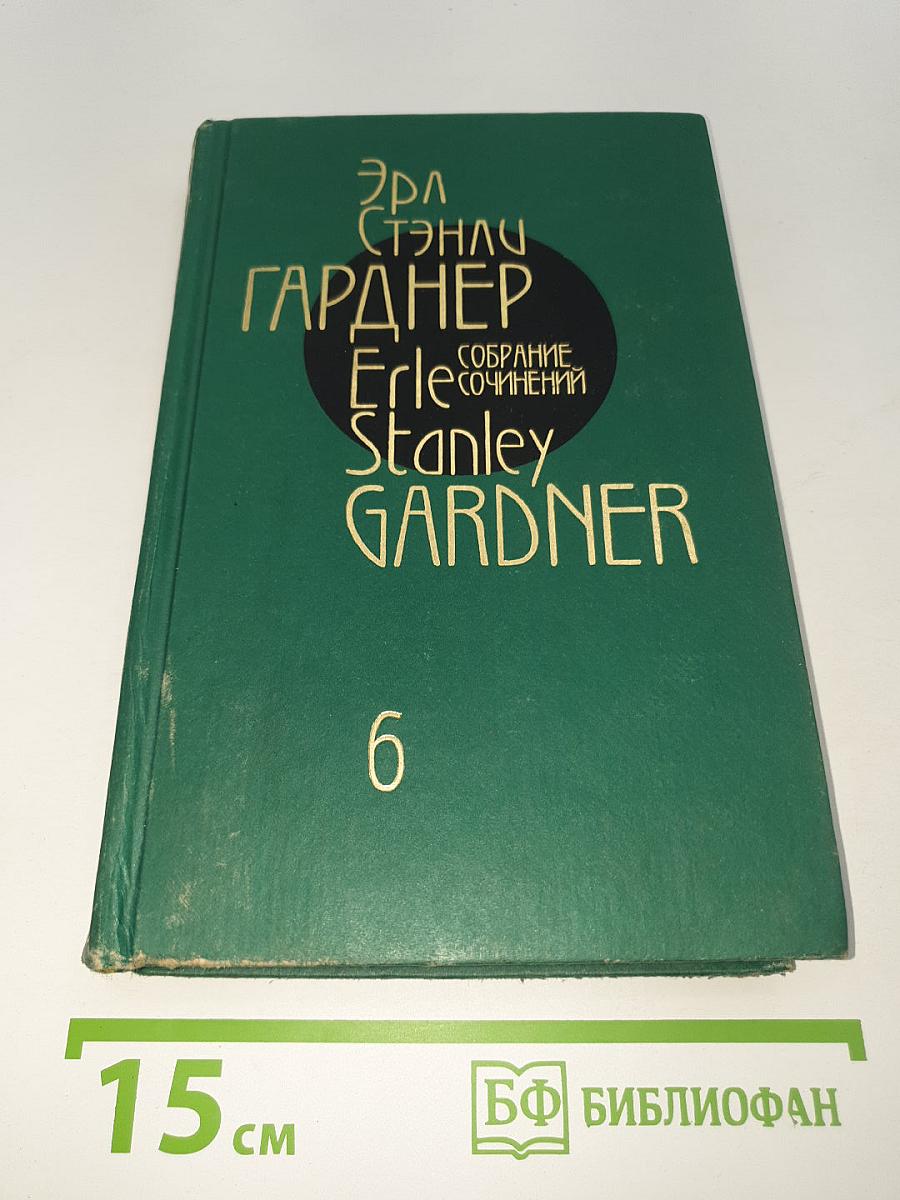 Эрл
Стэнли
ГАРДНЕР
СОБРАНИЕ
СОЧИНЕНИЙ
Erle
Stanley
GARDNER
6
15 см
БФ БИБЛИОФАН